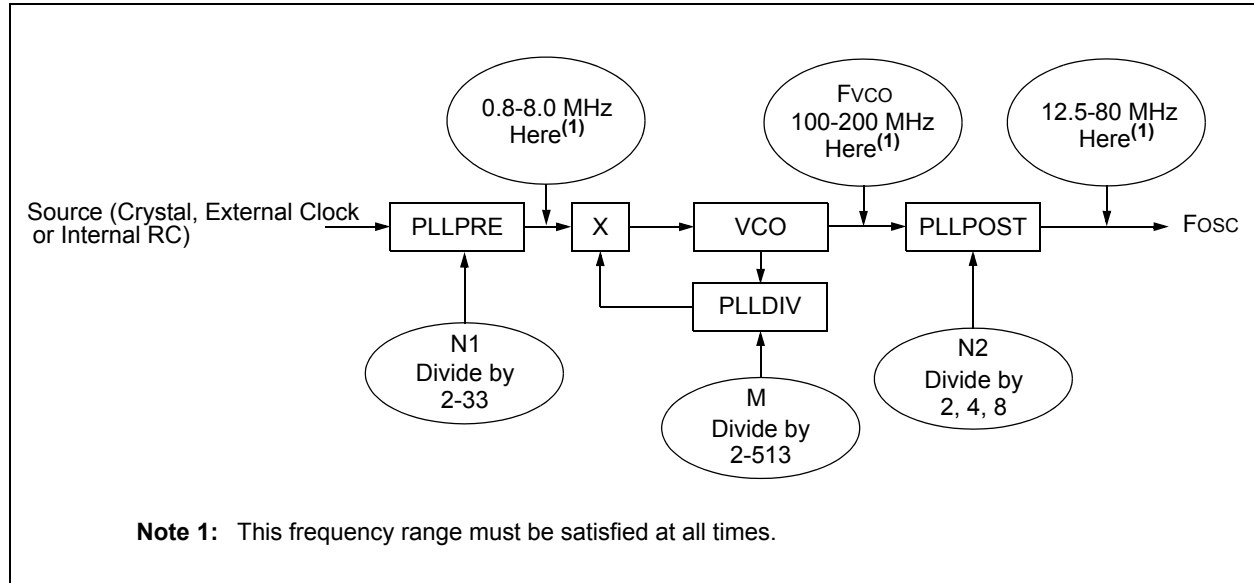 0.8-8.0 MHz
Here(1)
FVCO
100-200 MHz
Here(1)
12.5-80 MHz
Here(1)
Source (Crystal, External Clock
or Internal RC)
PLLPRE
X
VCO
PLLPOST
FOSC
PLLDIV
N1
Divide by
2-33
M
Divide by
2-513
N2
Divide by
2, 4, 8
Note 1: This frequency range must be satisfied at all times.